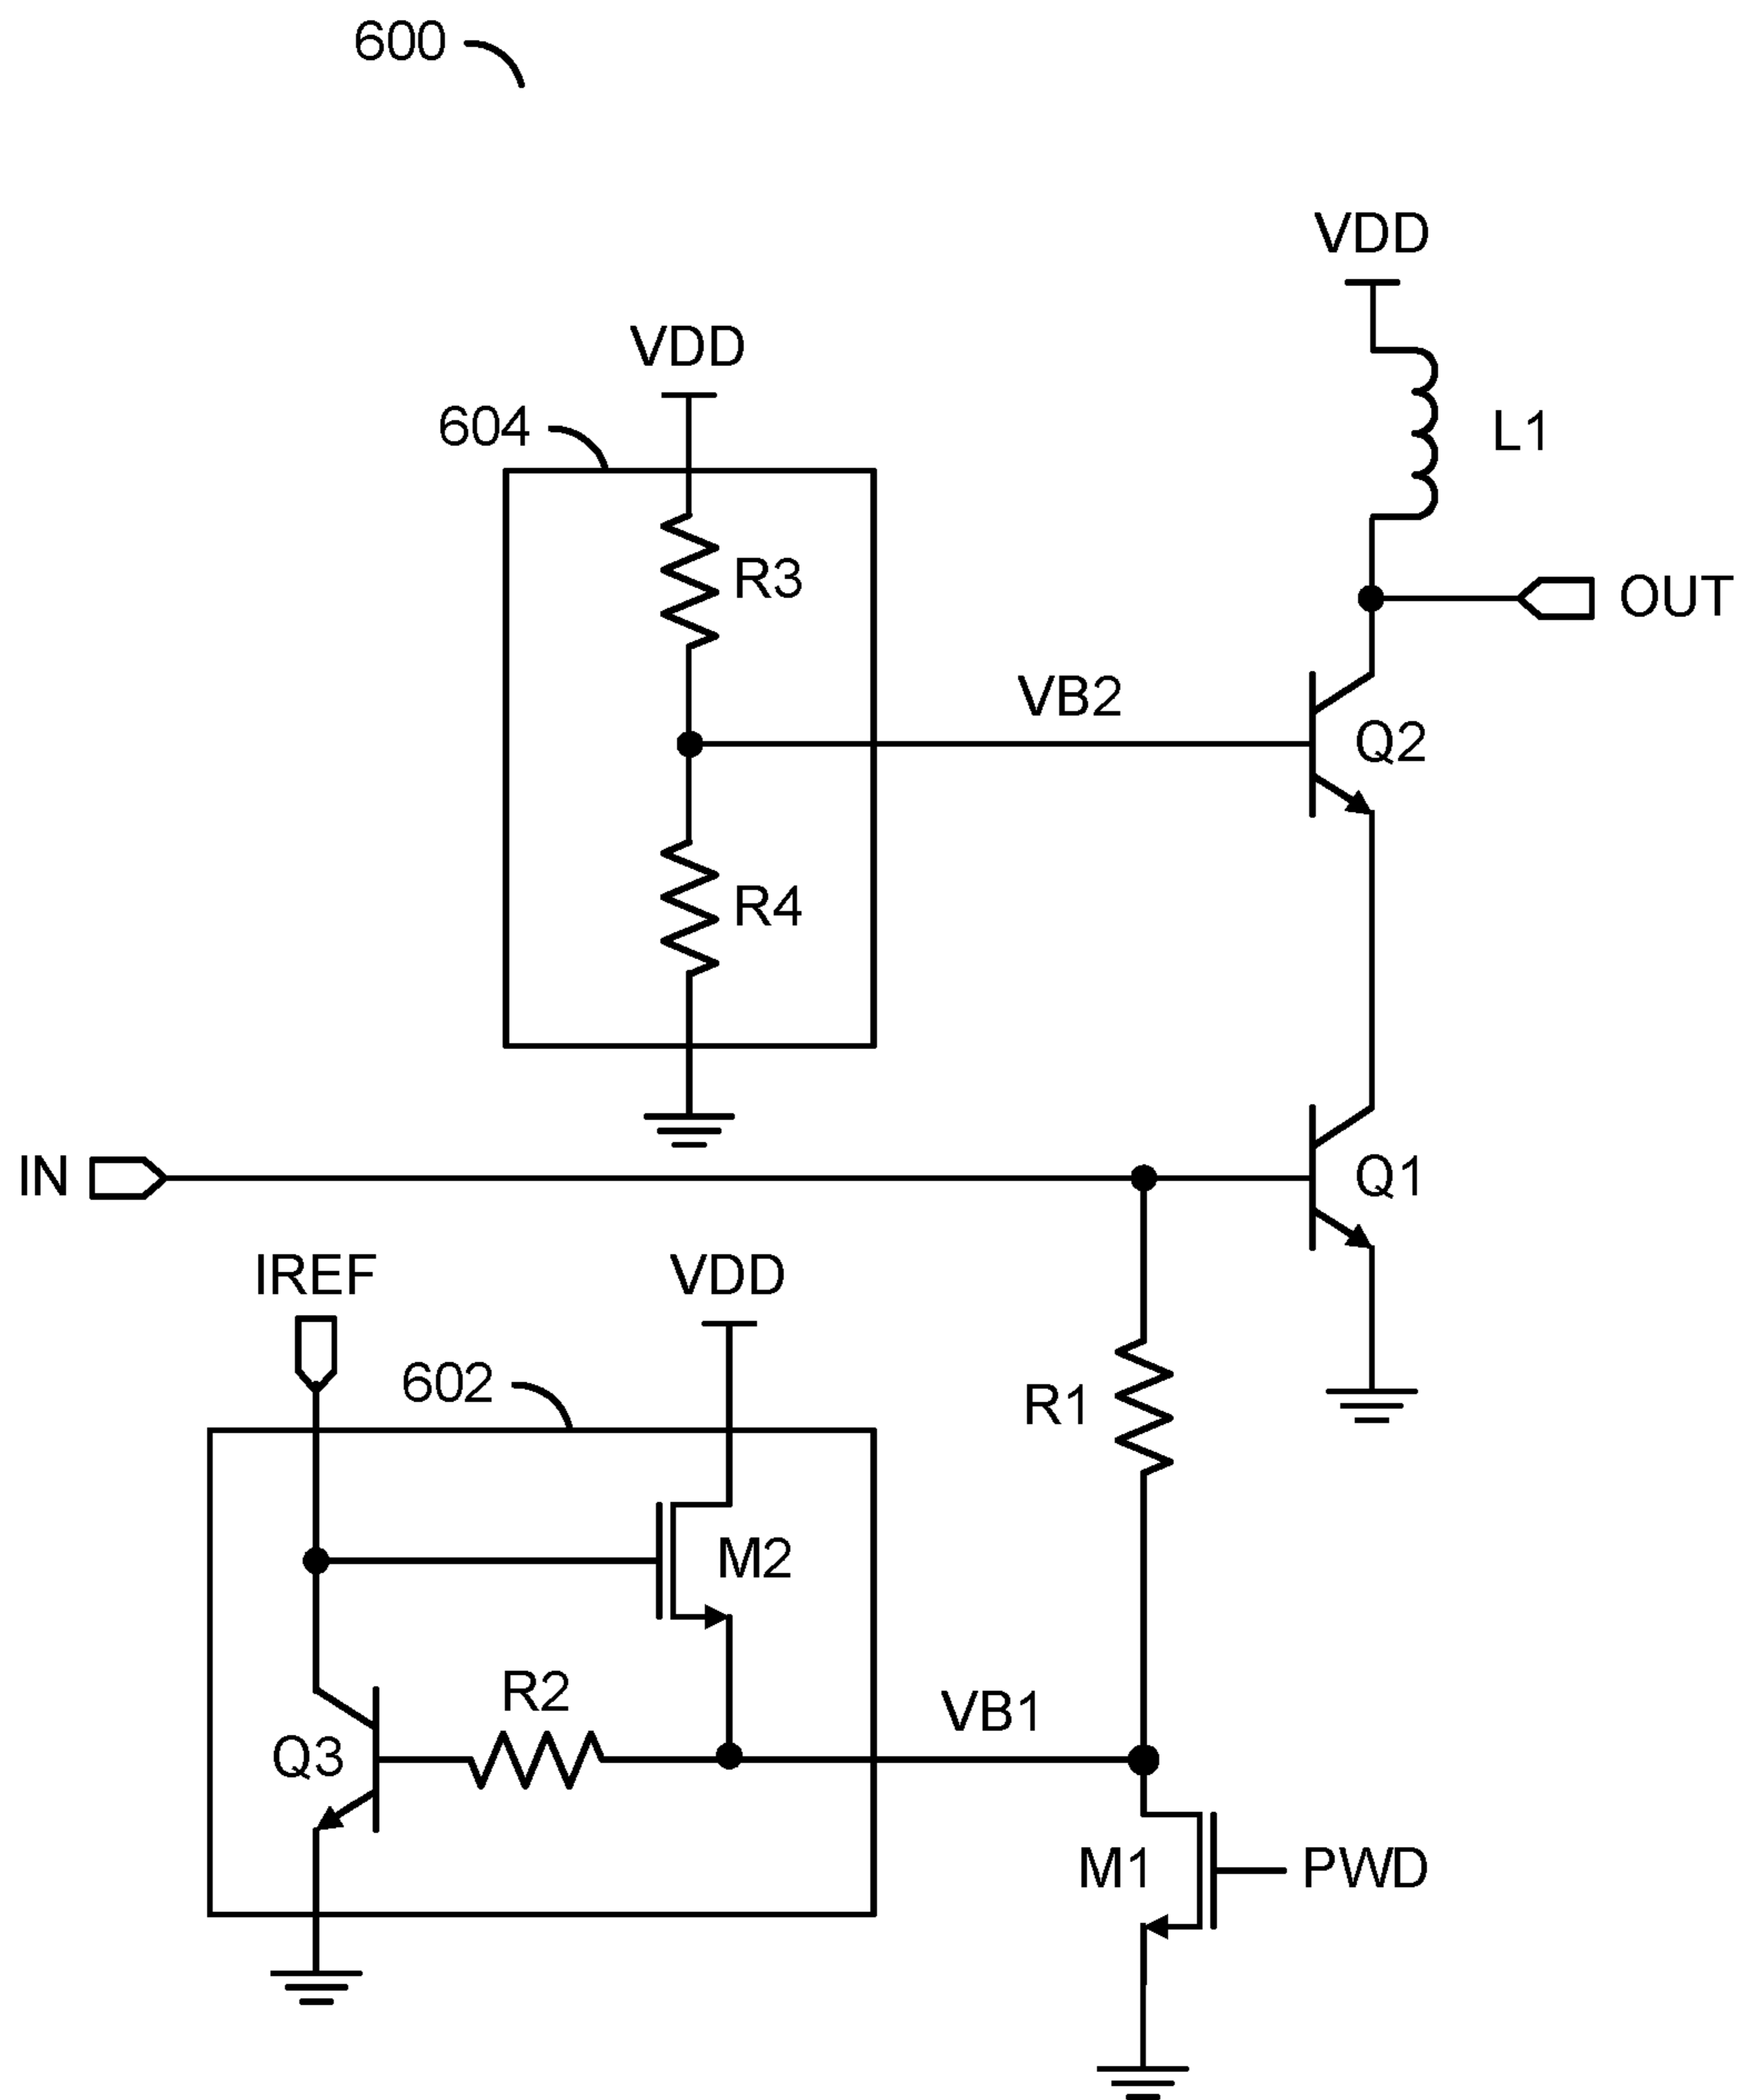 600
VDD
VDD
604
L1
R3
OUT
VB2
Q2
R4
IN
Q1
IREF
VDD
602
R1
M2
R2
VB1
Q3
M1
PWD